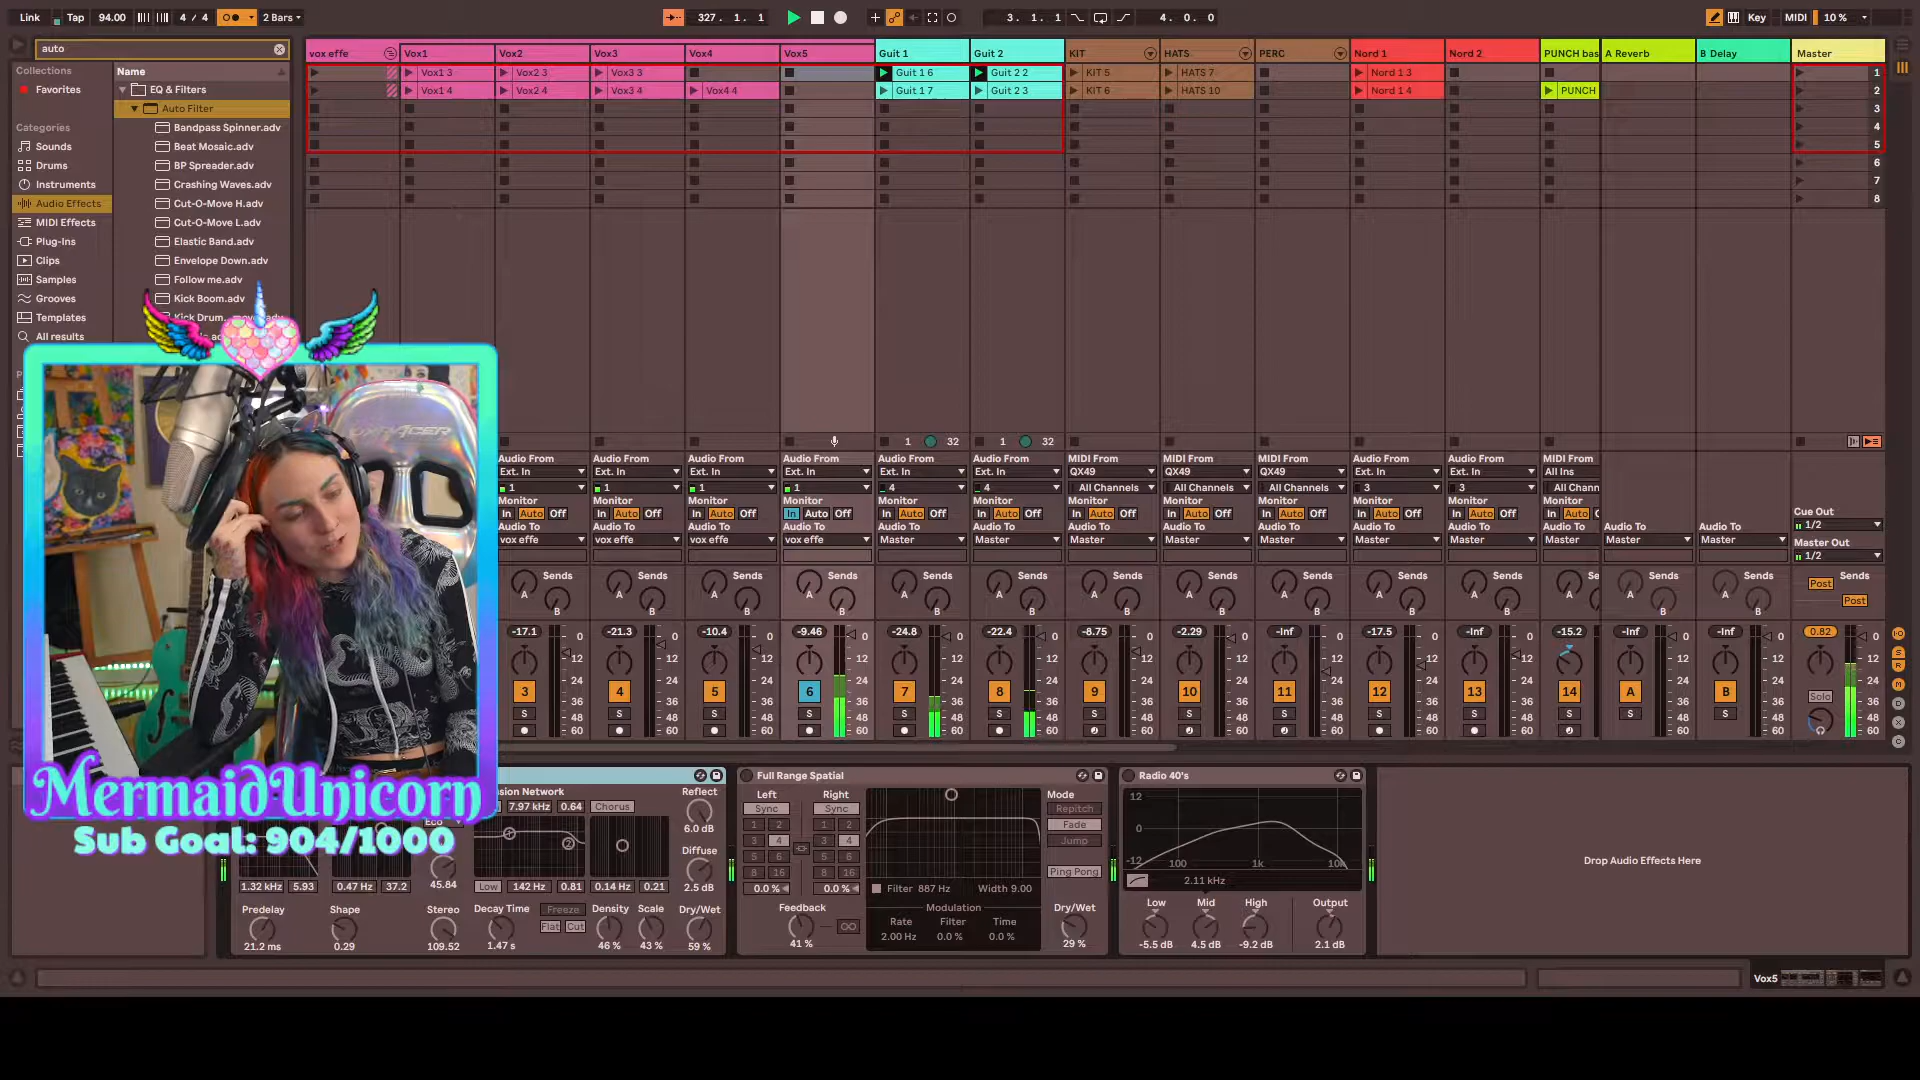 Link Tap 94.00 4 / 4 2 Bars 327. 1. 1 3. 1. 1 4. 0. 0 Key MIDI 10 %
auto
vox effe Vox1 Vox2 Vox3 Vox4 Vox5 Guit 1 Guit 2 KIT HATS PERC Nord 1 Nord 2 PUNCH bas A Reverb B Delay Master
Collections Name
Vox1 3 Vox2 3 Vox3 3 Guit 1 6 Guit 2 2 KIT 5 HATS 7 Nord 1 3 1
Favorites EQ & Filters Vox1 4 Vox2 4 Vox3 4 Vox4 4 Guit 1 7 Guit 2 3 KIT 6 HATS 10 Nord 1 4 PUNCH 2
Auto Filter 3
Categories Bandpass Spinner.adv 4
Sounds Beat Mosaic.adv 5
Drums BP Spreader.adv 6
Instruments Crashing Waves.adv 7
Audio Effects Cut-O-Move H.adv 8
MIDI Effects Cut-O-Move L.adv
Plug-Ins Elastic Band.adv
Clips Envelope Down.adv
Samples Follow me.adv
Grooves Kick Boom.adv
Templates Kick Drum
All results
1 32 1 32
Audio From Audio From Audio From Audio From Audio From Audio From MIDI From MIDI From MIDI From Audio From Audio From MIDI From
Ext. In Ext. In Ext. In Ext. In Ext. In Ext. In QX49 QX49 QX49 Ext. In Ext. In All Ins
1 1 1 1 4 4 All Channels All Channels All Channels 3 3 All Chann
Monitor Monitor Monitor Monitor Monitor Monitor Monitor Monitor Monitor Monitor Monitor Monitor
In Auto Off In Auto Off In Auto Off In Auto Off In Auto Off In Auto Off In Auto Off In Auto Off In Auto Off In Auto Off In Auto Off In Auto Cue Out
Audio To Audio To Audio To Audio To Audio To Audio To Audio To Audio To Audio To Audio To Audio To Audio To Audio To Audio To 1/2
vox effe vox effe vox effe vox effe Master Master Master Master Master Master Master Master Master Master Master Out
1/2
Sends Sends Sends Sends Sends Sends Sends Sends Sends Sends Sends Se Sends Sends Sends
A A A A A A A A A A A A A A Post
B B B B B B B B B B B B B Post
-17.1 -21.3 -10.4 -9.46 -24.8 -22.4 -8.75 -2.29 -Inf -17.5 -Inf -15.2 -Inf -Inf 0.82
0 12 24 36 48 60
3 4 5 6 7 8 9 10 11 12 13 14 A B Solo
S S S S S S S S S S S S S S
MermaidUnicorn
Sub Goal: 904/1000
sion Network Reflect
7.97 kHz 0.64 Chorus 6.0 dB
Eco Diffuse
2.5 dB
1.32 kHz 5.93 0.47 Hz 37.2 45.84 Low 142 Hz 0.81 0.14 Hz 0.21
Predelay Shape Stereo Decay Time Freeze Density Scale Dry/Wet
Flat Cut
21.2 ms 0.29 109.52 1.47 s 46 % 43 % 59 %
Full Range Spatial
Left Right Mode
Sync Sync Repitch
1 2 1 2 Fade
3 4 3 4 Jump
5 6 5 6
8 16 8 16 Ping Pong
0.0 % 0.0 % Filter 887 Hz Width 9.00
Feedback Modulation Dry/Wet
Rate Filter Time
41 % 2.00 Hz 0.0 % 0.0 % 29 %
Radio 40's
12
0
-12 100 1k 10k
2.11 kHz
Low Mid High Output
-5.5 dB 4.5 dB -9.2 dB 2.1 dB
Drop Audio Effects Here
Vox5